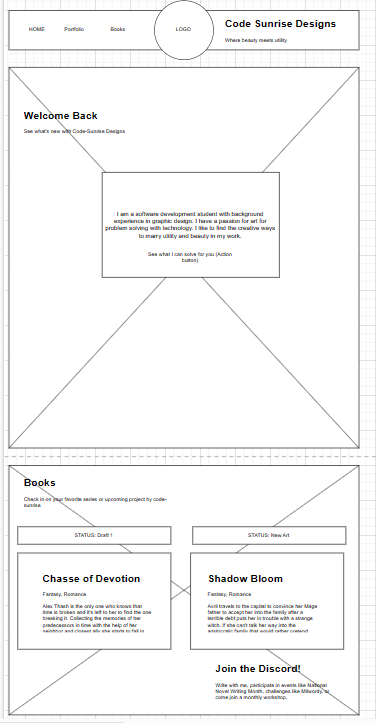 HOME Portfolio Books LOGO Code Sunrise Designs
Where beauty meets utility
Welcome Back
See what's new with Code-Sunrise Designs
I am a software development student with background
experience in graphic design. I have a passion for art for
problem solving with technology. I like to find the creative ways
to marry utility and beauty in my work.
See what I can solve for you (Action
button)
Books
Check in on your favorite series or upcoming project by code-
sunrise
STATUS: Draft 1
STATUS: New Art
Chasse of Devotion
Fantasy, Romance
Alex Thash is the only one who knows that
time is broken and it's left to her to find the one
breaking it. Collecting the memories of her
predecessors in time with the help of her
neighbor and closest ally she starts to fall in
Shadow Bloom
Fantasy, Romance
Avril travels to the capital to convince her Mage
father to accept her into the family after a
terrible debt puts her in trouble with a strange
witch. If she can't talk her way into the
aristocratic family that would rather pretend
Join the Discord!
Write with me, participate in events like National
Novel Writing Month, challenges like Milwordy, or
come join a monthly workshop.